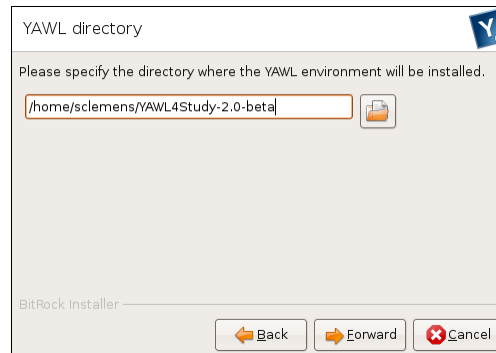 YAWL directory
Please specify the directory where the YAWL environment will be installed.
/home/sclemens/YAWL4Study-2.0-beta
BitRock Installer
Back
Forward
Cancel